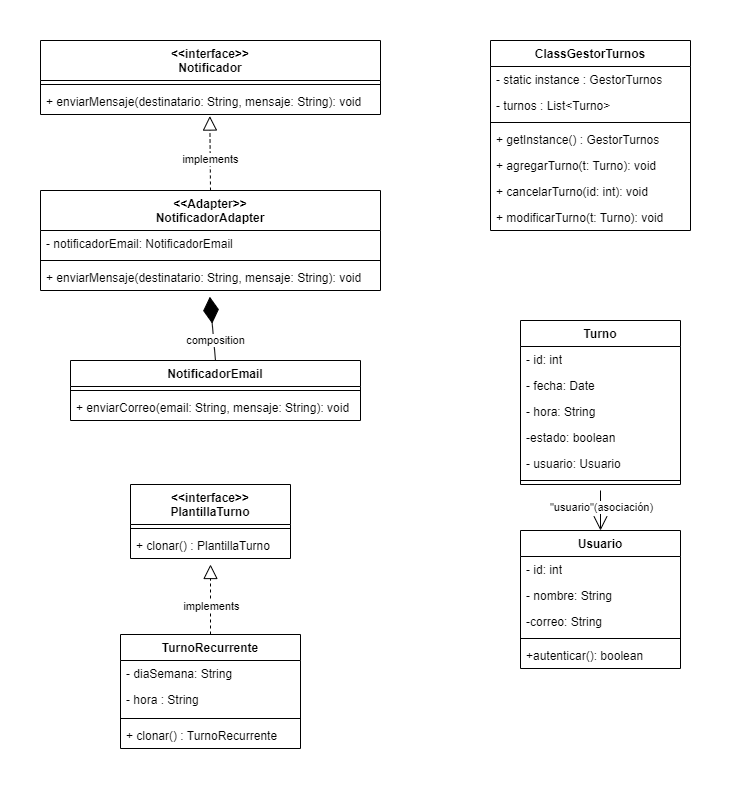 <<interface>>
Notificador
+ enviarMensaje(destinatario: String, mensaje: String): void
implements
<<Adapter>>
NotificadorAdapter
- notificadorEmail: NotificadorEmail
+ enviarMensaje(destinatario: String, mensaje: String): void
composition
NotificadorEmail
+ enviarCorreo(email: String, mensaje: String): void
<<interface>>
PlantillaTurno
+ clonar() : PlantillaTurno
implements
TurnoRecurrente
- diaSemana: String
- hora : String
+ clonar() : TurnoRecurrente
ClassGestorTurnos
- static instance : GestorTurnos
- turnos : List<Turno>
+ getInstance() : GestorTurnos
+ agregarTurno(t: Turno): void
+ cancelarTurno(id: int): void
+ modificarTurno(t: Turno): void
Turno
- id: int
- fecha: Date
- hora: String
-estado: boolean
- usuario: Usuario
"usuario"(asociación)
Usuario
- id: int
- nombre: String
-correo: String
+autenticar(): boolean